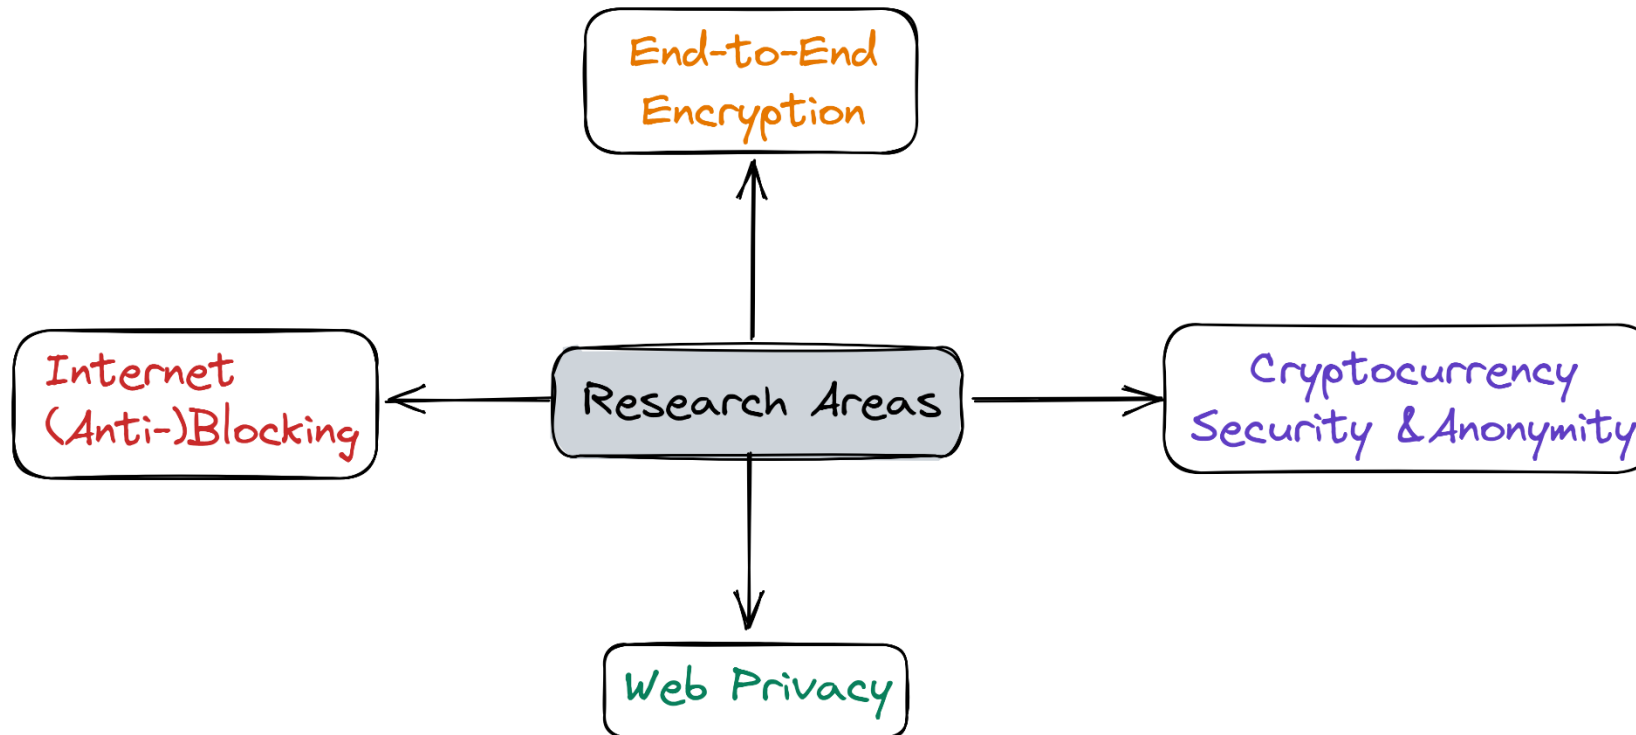 End-to-End
Encryption
Internet
(Anti-)Blocking
Research Areas
Cryptocurrency
Security & Anonymity
Web Privacy